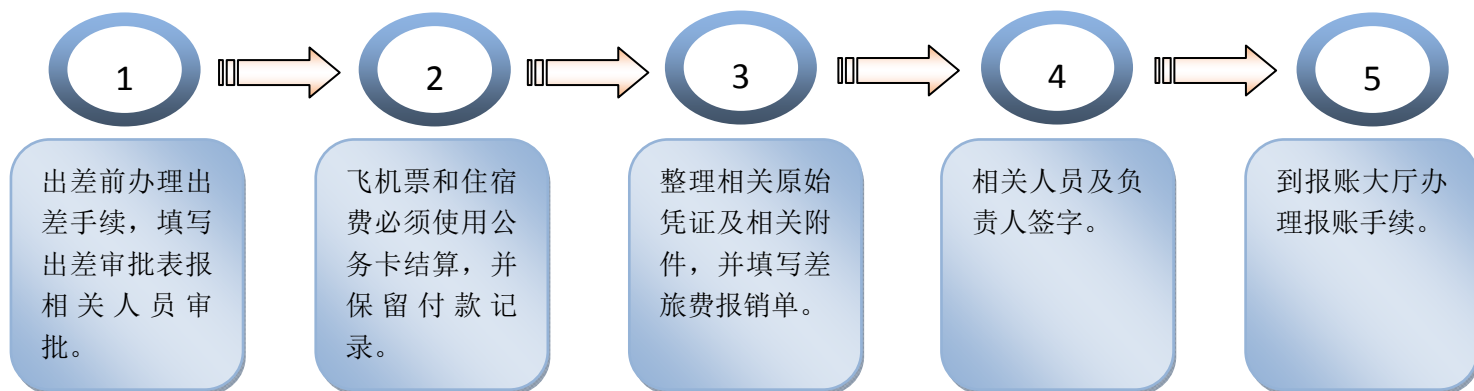 1
2
3
4
5
出差前办理出
差手续，填写
出差审批表报
相关人员审
批。
飞机票和住宿
费必须使用公
务卡结算，并
保留付款记
录。
整理相关原始
凭证及相关附
件，并填写差
旅费报销单。
相关人员及负
责人签字。
到报账大厅办
理报账手续。